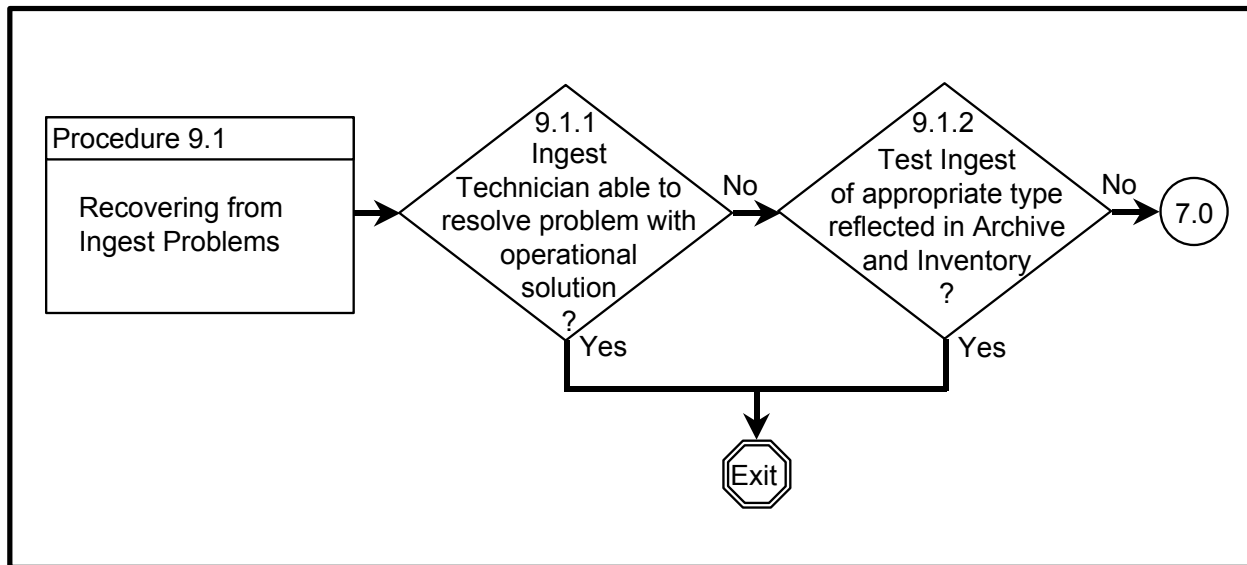 Procedure 9.1
Recovering from
Ingest Problems
9.1.1
Ingest
Technician able to
resolve problem with
operational
solution
?
No
Yes
9.1.2
Test Ingest
of appropriate type
reflected in Archive
and Inventory
?
No
Yes
7.0
Exit